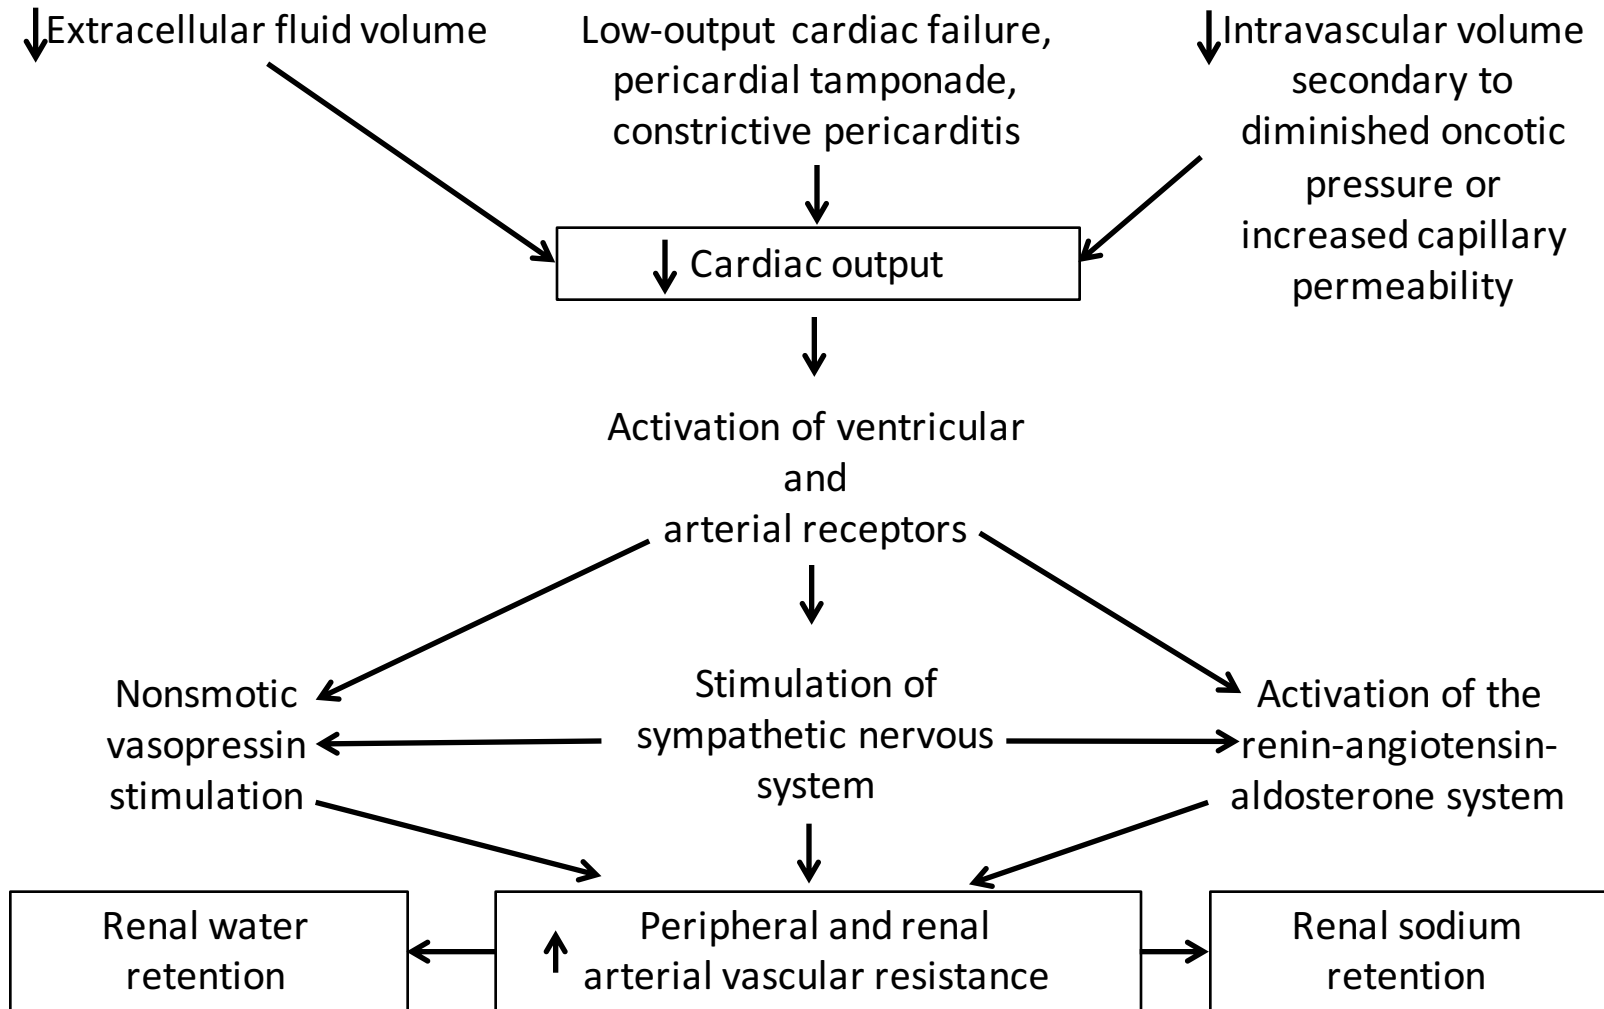 ↓Extracellular fluid volume
Low-output cardiac failure,
pericardial tamponade,
constrictive pericarditis
↓Intravascular volume
secondary to
diminished oncotic
pressure or
increased capillary
permeability
↓ Cardiac output
Activation of ventricular
and
arterial receptors
Nonsmotic
vasopressin
stimulation
Stimulation of
sympathetic nervous
system
Activation of the
renin-angiotensin-
aldosterone system
Renal water
retention
↑ Peripheral and renal
arterial vascular resistance
Renal sodium
retention